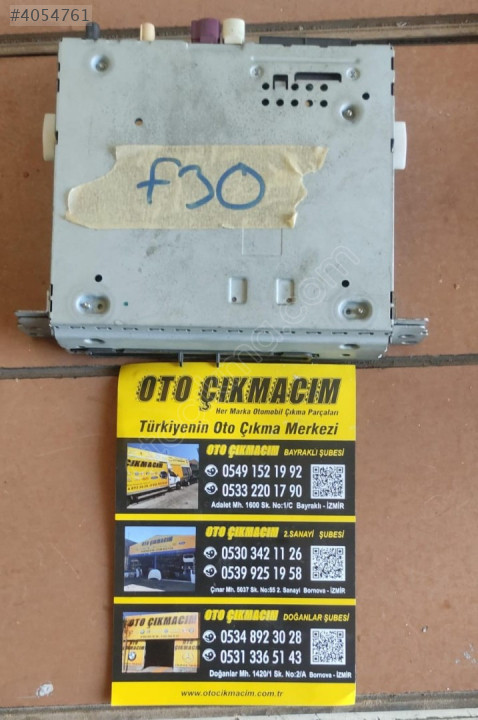 #4054761
f30
OTO ÇIKMACIM
Her Marka Otomobil Çıkma Parçaları
Türkiyenin Oto Çıkma Merkezi
OTO ÇIKMACIM BAYRAKLI ŞUBESİ
0549 152 19 92
0533 220 17 90
Adalet Mh. 1600 Sk. No:1/C Bayraklı - İZMİR
OTO ÇIKMACIM 2.SANAYİ ŞUBESİ
0530 342 11 26
0539 925 19 58
Çınar Mh. 5037 Sk. No:85 2. Sanayi Bornova - İZMİR
OTO ÇIKMACIM DOĞANLAR ŞUBESİ
0534 892 30 28
0531 336 51 43
Doğanlar Mh. 1420/1 Sk. No:2/A Bornova - İZMİR
www.otocikmacim.com.tr